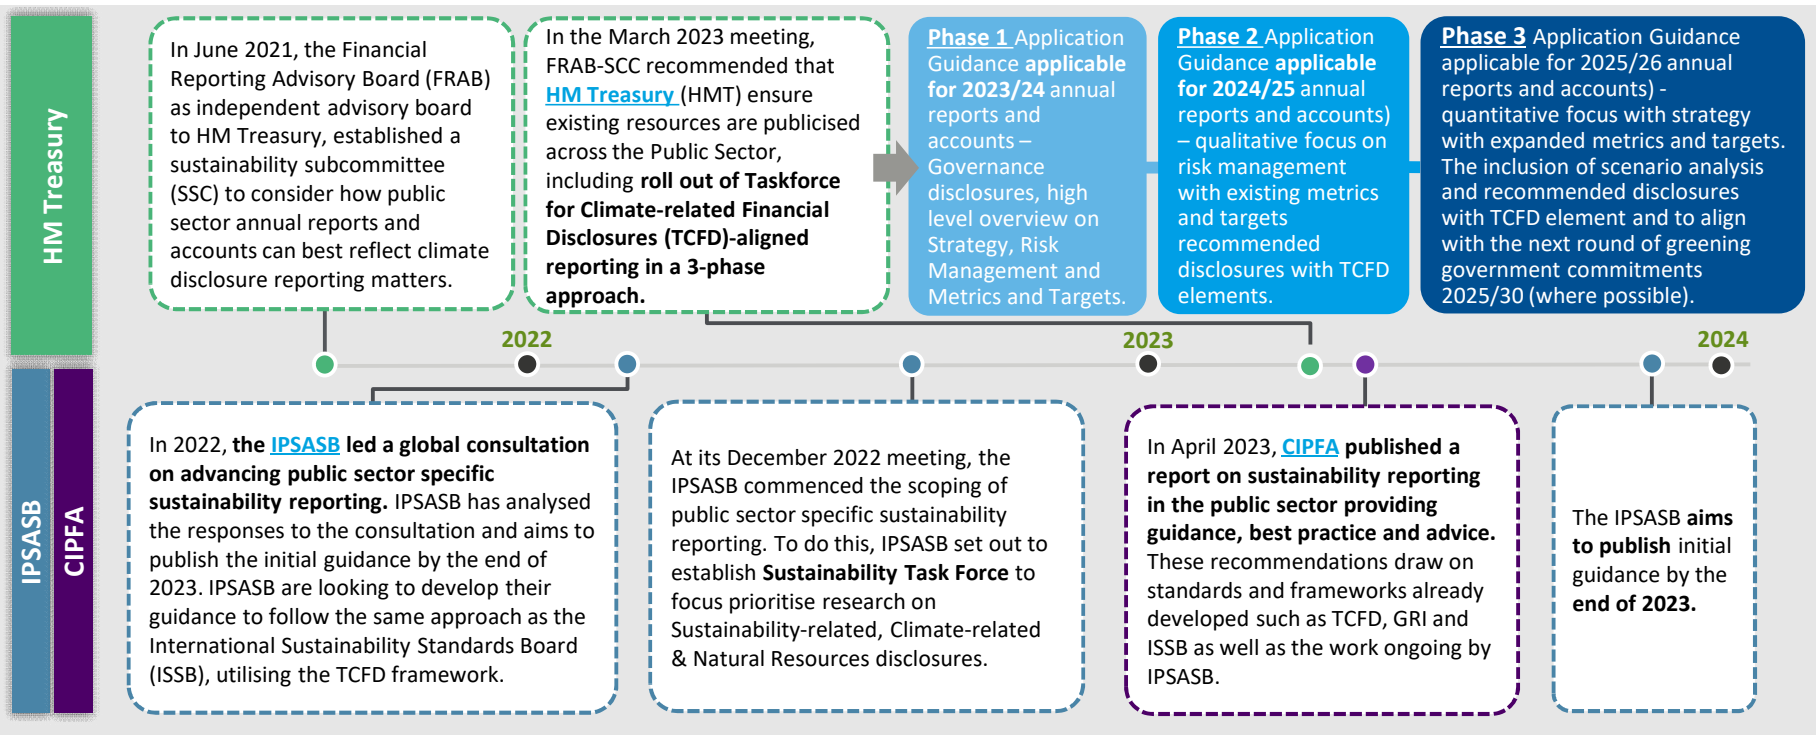 HM Treasury
In June 2021, the Financial
Reporting Advisory Board (FRAB)
as independent advisory board
to HM Treasury, established a
sustainability subcommittee
(SSC) to consider how public
sector annual reports and
accounts can best reflect climate
disclosure reporting matters.
In the March 2023 meeting,
FRAB-SCC recommended that
HM Treasury (HMT) ensure
existing resources are publicised
across the Public Sector,
including roll out of Taskforce
for Climate-related Financial
Disclosures (TCFD)-aligned
reporting in a 3-phase
approach.
Phase 1 Application
Guidance applicable
for 2023/24 annual
reports and
accounts –
Governance
disclosures, high
level overview on
Strategy, Risk
Management and
Metrics and Targets.
Phase 2 Application
Guidance applicable
for 2024/25 annual
reports and accounts)
– qualitative focus on
risk management
with existing metrics
and targets
recommended
disclosures with TCFD
elements.
Phase 3 Application Guidance
applicable for 2025/26 annual
reports and accounts) -
quantitative focus with strategy
with expanded metrics and targets.
The inclusion of scenario analysis
and recommended disclosures
with TCFD element and to align
with the next round of greening
government commitments
2025/30 (where possible).
2022
2023
2024
IPSASB
CIPFA
In 2022, the IPSASB led a global consultation
on advancing public sector specific
sustainability reporting. IPSASB has analysed
the responses to the consultation and aims to
publish the initial guidance by the end of
2023. IPSASB are looking to develop their
guidance to follow the same approach as the
International Sustainability Standards Board
(ISSB), utilising the TCFD framework.
At its December 2022 meeting, the
IPSASB commenced the scoping of
public sector specific sustainability
reporting. To do this, IPSASB set out to
establish Sustainability Task Force to
focus prioritise research on
Sustainability-related, Climate-related
& Natural Resources disclosures.
In April 2023, CIPFA published a
report on sustainability reporting
in the public sector providing
guidance, best practice and advice.
These recommendations draw on
standards and frameworks already
developed such as TCFD, GRI and
ISSB as well as the work ongoing by
IPSASB.
The IPSASB aims
to publish initial
guidance by the
end of 2023.